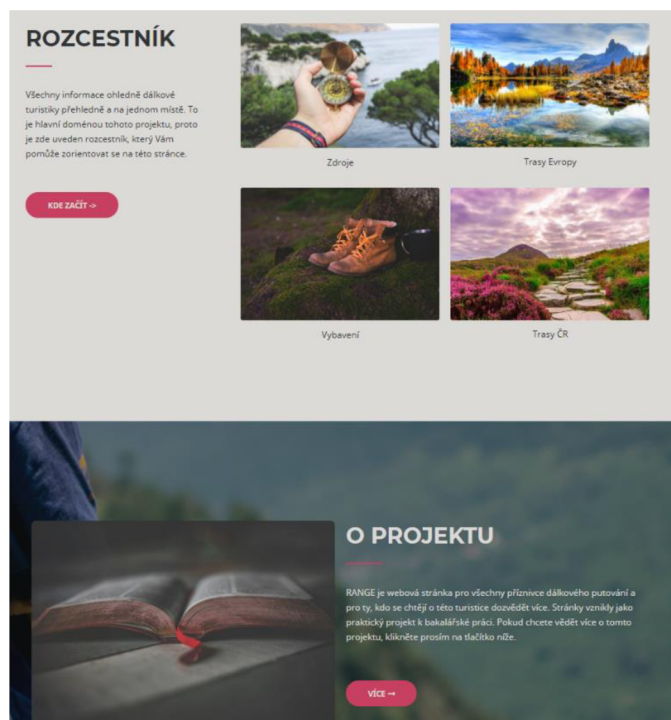 ROZCESTNÍK
Všechny informace ohledně dálkové
turistiky přehledně a na jednom místě. To
je hlavní doménou tohoto projektu, proto
je zde uveden rozcestník, který Vám
pomůže zorientovat se na této stránce.
KDE ZAČÍT ->
Zdroje
Trasy Evropy
Vybavení
Trasy ČR
O PROJEKTU
RANGE je webová stránka pro všechny příznivce dálkového putování a
pro ty, kdo se chtějí o této turistice dozvědět více. Stránky vznikly jako
praktický projekt k bakalářské práci. Pokud chcete vědět více o tomto
projektu, klikněte prosím na tlačítko níže.
VÍCE →